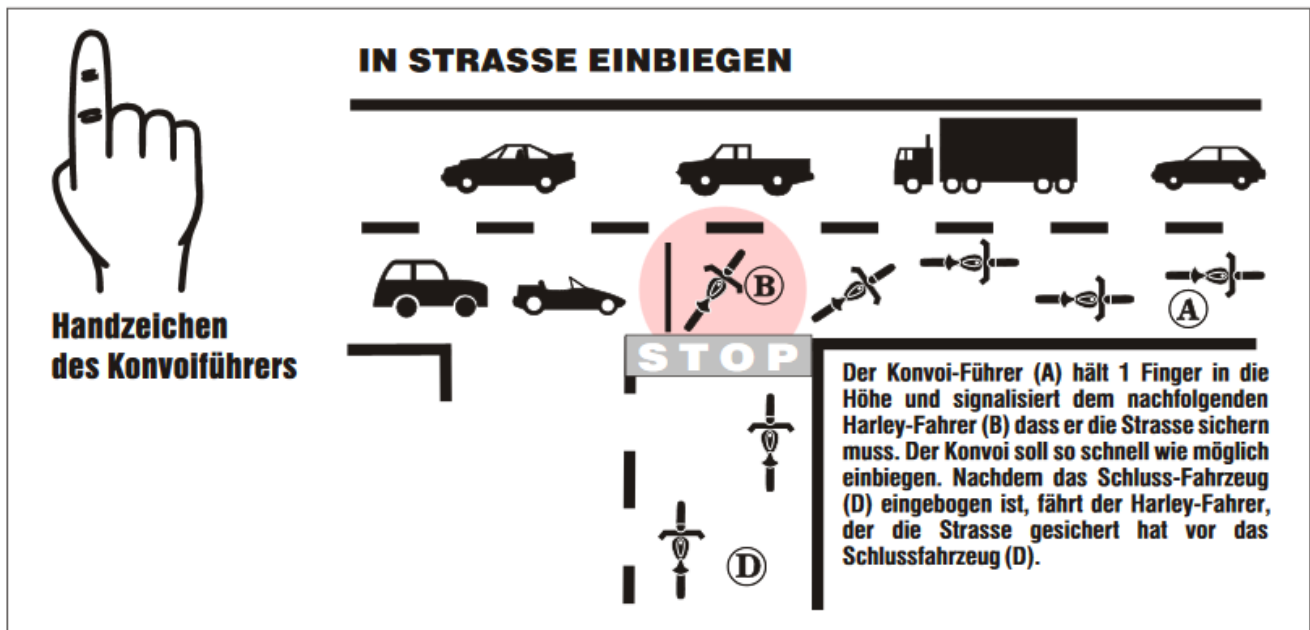 IN STRASSE EINBIEGEN
Handzeichen
des Konvoiführers
B
A
STOP
D
Der Konvoi-Führer (A) hält 1 Finger in die
Höhe und signalisiert dem nachfolgenden
Harley-Fahrer (B) dass er die Strasse sichern
muss. Der Konvoi soll so schnell wie möglich
einbiegen. Nachdem das Schluss-Fahrzeug
(D) eingebogen ist, fährt der Harley-Fahrer,
der die Strasse gesichert hat vor das
Schlussfahrzeug (D).